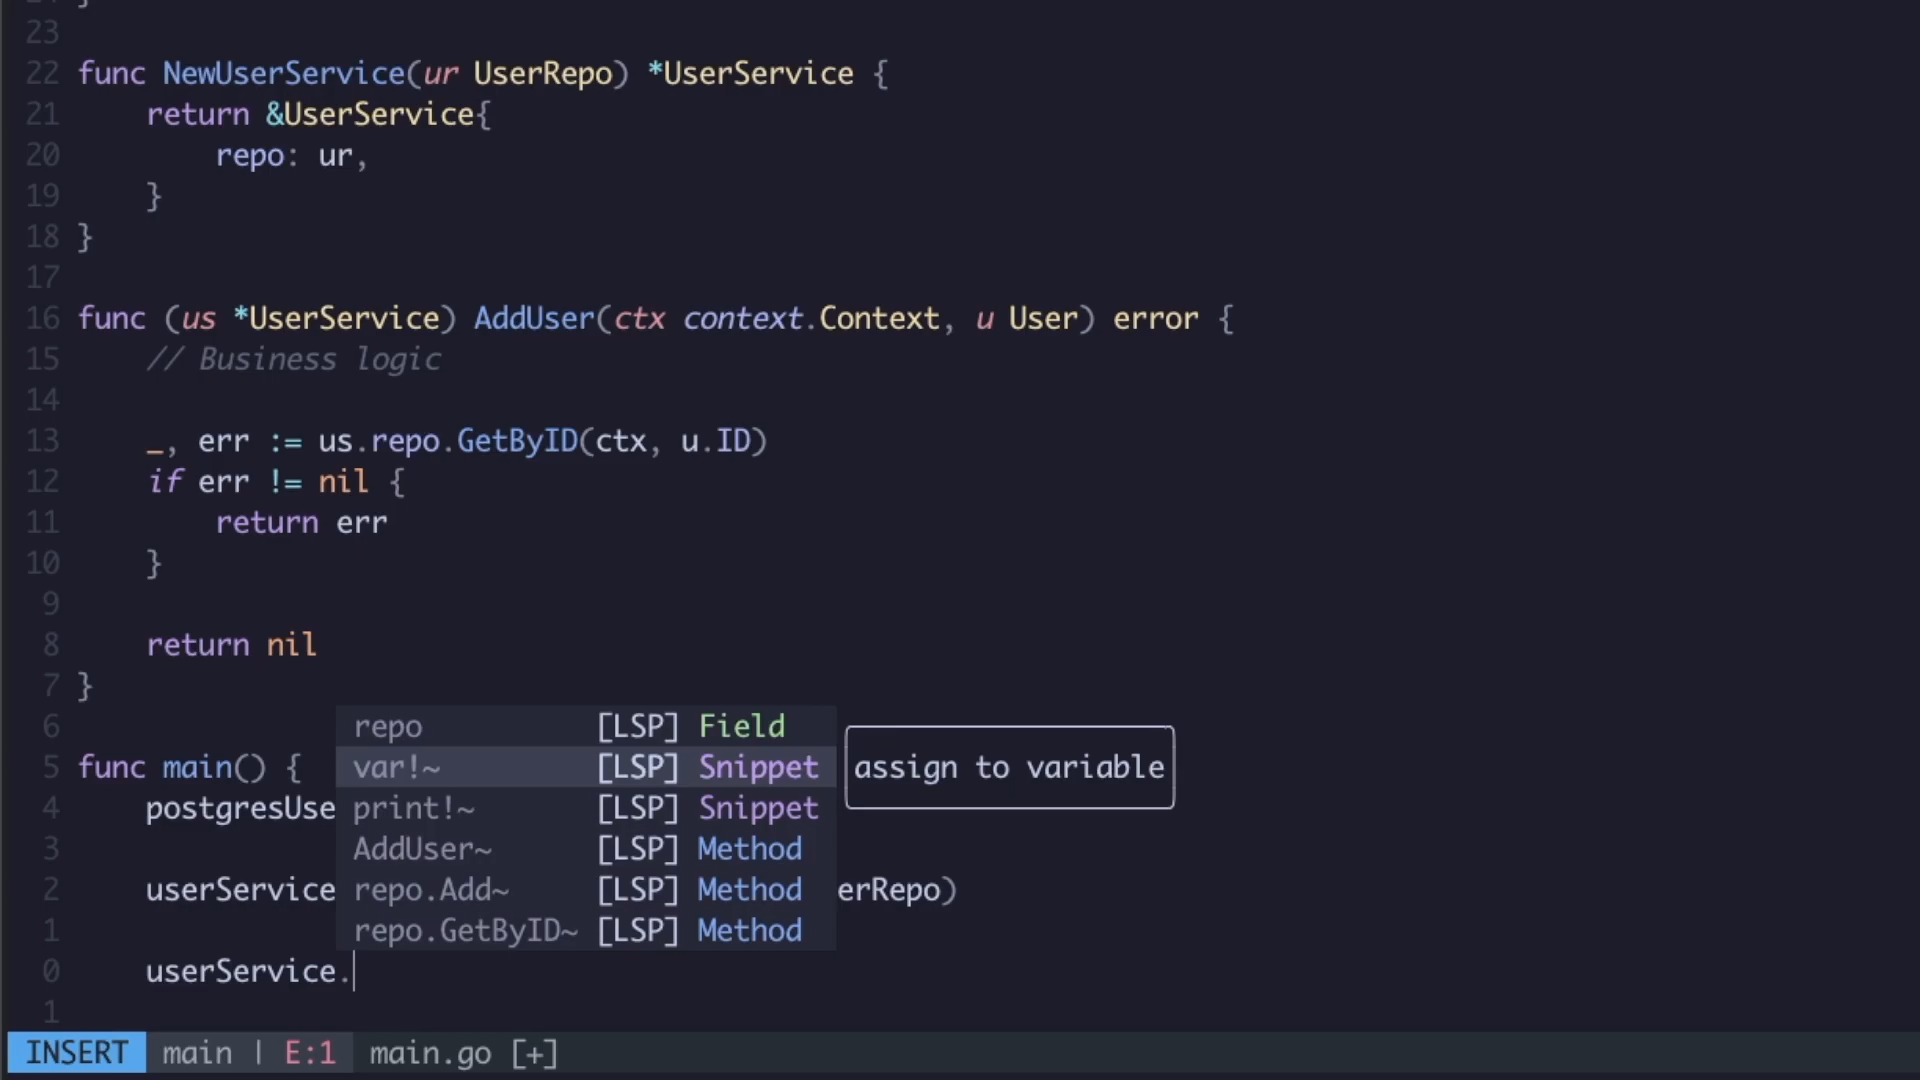 23
22 func NewUserService(ur UserRepo) *UserService {
21     return &UserService{
20         repo: ur,
19     }
18 }
17
16 func (us *UserService) AddUser(ctx context.Context, u User) error {
15     // Business logic
14
13     _, err := us.repo.GetByID(ctx, u.ID)
12     if err != nil {
11         return err
10     }
9
8     return nil
7 }
6 repo [LSP] Field
5 func main() { var!~ [LSP] Snippet assign to variable
4     postgresUse print!~ [LSP] Snippet
3 AddUser~ [LSP] Method
2     userService repo.Add~ [LSP] Method erRepo)
1 repo.GetByID~ [LSP] Method
0     userService.
1
INSERT main | E:1 main.go [+]